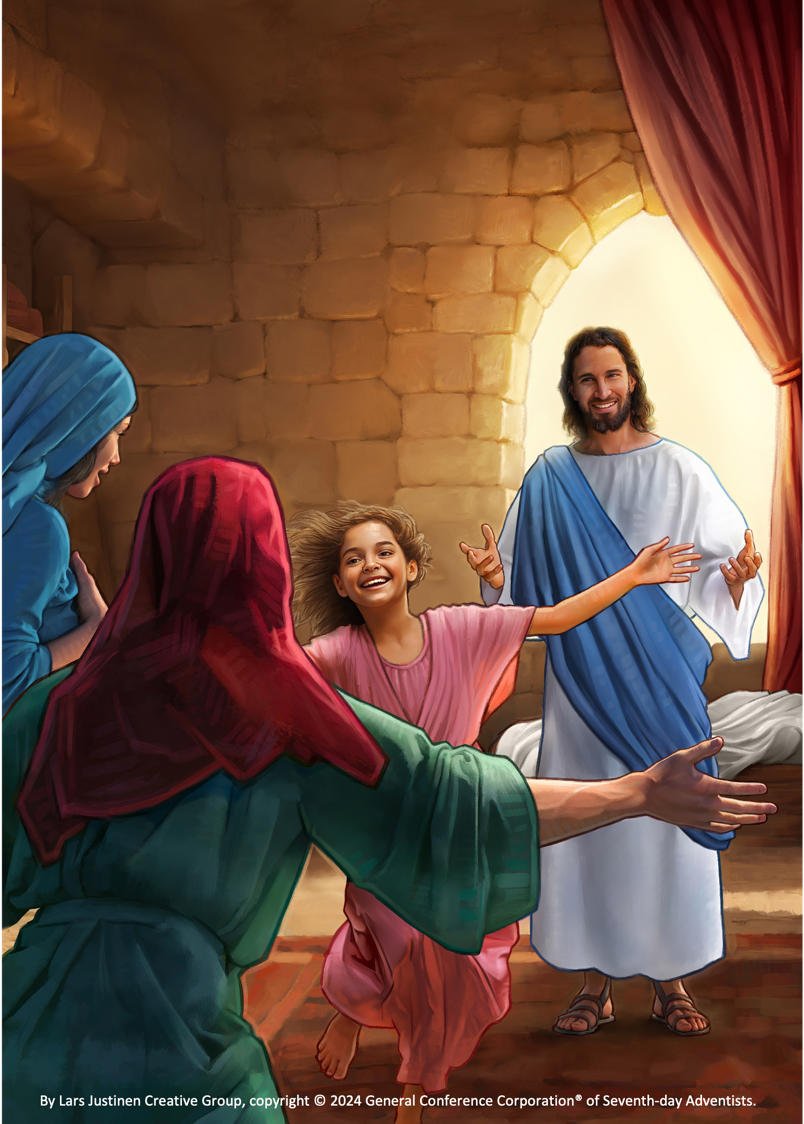 By Lars Justinen Creative Group, copyright © 2024 General Conference Corporation® of Seventh-day Adventists.